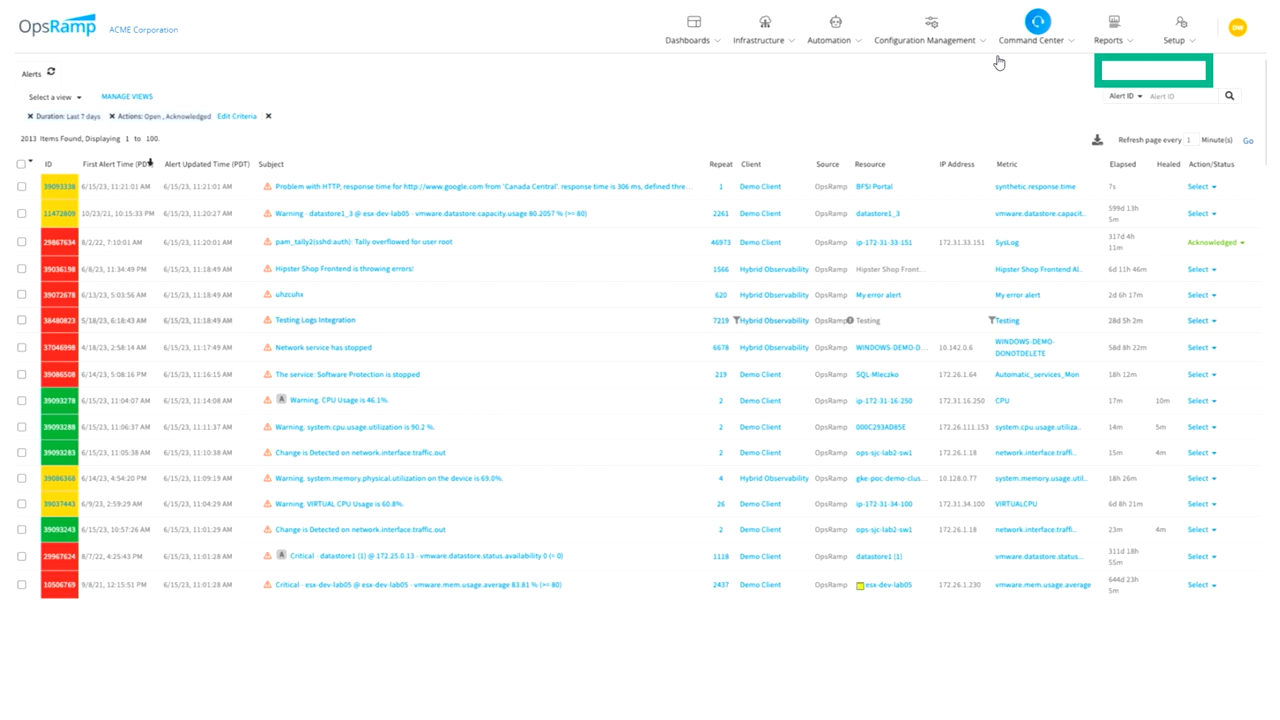 OpsRamp ACME Corporation
Dashboards Infrastructure Automation Configuration Management Command Center Reports Setup DW
Alerts
Select a view MANAGE VIEWS Alert ID Alert ID
Duration: Last 7 days Actions: Open , Acknowledged Edit Criteria
2013 Items Found, Displaying 1 to 100. Refresh page every 1 Minute(s) Go
ID First Alert Time (PDT) Alert Updated Time (PDT) Subject Repeat Client Source Resource IP Address Metric Elapsed Healed Action/Status
39093338 6/15/23, 11:21:01 AM 6/15/23, 11:21:01 AM Problem with HTTP, response time for http://www.google.com from 'Canada Central'. response time is 306 ms, defined thre... 1 Demo Client OpsRamp BFSI Portal synthetic.response.time 7s Select
11472809 10/23/21, 10:15:33 PM 6/15/23, 11:20:27 AM Warning - datastore1_3 @ esx-dev-lab05 - vmware.datastore.capacity.usage 80.2057 % (>= 80) 2261 Demo Client OpsRamp datastore1_3 vmware.datastore.capacit.. 599d 13h 5m Select
29867634 8/2/22, 7:10:01 AM 6/15/23, 11:20:01 AM pam_tally2(sshd:auth): Tally overflowed for user root 46973 Demo Client OpsRamp ip-172-31-33-151 172.31.33.151 SysLog 317d 4h 11m Acknowledged
39036198 6/8/23, 11:34:49 PM 6/15/23, 11:18:49 AM Hipster Shop Frontend is throwing errors! 1566 Hybrid Observability OpsRamp Hipster Shop Front... Hipster Shop Frontend Al.. 6d 11h 46m Select
39072678 6/13/23, 5:03:56 AM 6/15/23, 11:18:49 AM uhzcuhx 620 Hybrid Observability OpsRamp My error alert My error alert 2d 6h 17m Select
38480823 5/18/23, 6:18:43 AM 6/15/23, 11:18:49 AM Testing Logs Integration 7219 Hybrid Observability OpsRamp Testing Testing 28d 5h 2m Select
37046998 4/18/23, 2:58:14 AM 6/15/23, 11:17:49 AM Network service has stopped 6678 Hybrid Observability OpsRamp WINDOWS-DEMO-D... 10.142.0.6 WINDOWS-DEMO-DONOTDELETE 58d 8h 22m Select
39086508 6/14/23, 5:08:16 PM 6/15/23, 11:16:15 AM The service: Software Protection is stopped 219 Demo Client OpsRamp SQL-Mleczko 172.26.1.64 Automatic_services_Mon 18h 12m Select
39093278 6/15/23, 11:04:07 AM 6/15/23, 11:14:08 AM A Warning. CPU Usage is 46.1%. 2 Demo Client OpsRamp ip-172-31-16-250 172.31.16.250 CPU 17m 10m Select
39093288 6/15/23, 11:06:37 AM 6/15/23, 11:11:37 AM Warning. system.cpu.usage.utilization is 90.2 %. 2 Demo Client OpsRamp 000C293AD85E 172.26.111.153 system.cpu.usage.utiliza.. 14m 5m Select
39093283 6/15/23, 11:05:38 AM 6/15/23, 11:10:38 AM Change is Detected on network.interface.traffic.out 2 Demo Client OpsRamp ops-sjc-lab2-sw1 172.26.1.18 network.interface.traffi.. 15m 4m Select
39086368 6/14/23, 4:54:20 PM 6/15/23, 11:09:19 AM Warning. system.memory.physical.utilization on the device is 69.0%. 4 Hybrid Observability OpsRamp gke-poc-demo-clus... 10.128.0.77 system.memory.usage.util.. 18h 26m Select
39037443 6/9/23, 2:59:29 AM 6/15/23, 11:04:29 AM Warning. VIRTUAL CPU Usage is 60.8%. 26 Demo Client OpsRamp ip-172-31-34-100 172.31.34.100 VIRTUALCPU 6d 8h 21m Select
39093243 6/15/23, 10:57:26 AM 6/15/23, 11:01:29 AM Change is Detected on network.interface.traffic.out 2 Demo Client OpsRamp ops-sjc-lab2-sw1 172.26.1.18 network.interface.traffi.. 23m 4m Select
29967624 8/7/22, 4:25:43 PM 6/15/23, 11:01:28 AM A Critical - datastore1 (1) @ 172.25.0.13 - vmware.datastore.status.availability 0 (= 0) 1118 Demo Client OpsRamp datastore1 (1) vmware.datastore.status... 311d 18h 55m Select
10506769 9/8/21, 12:15:51 PM 6/15/23, 11:01:28 AM Critical - esx-dev-lab05 @ esx-dev-lab05 - vmware.mem.usage.average 83.81 % (>= 80) 2437 Demo Client OpsRamp esx-dev-lab05 172.26.1.230 vmware.mem.usage.average 644d 23h 5m Select